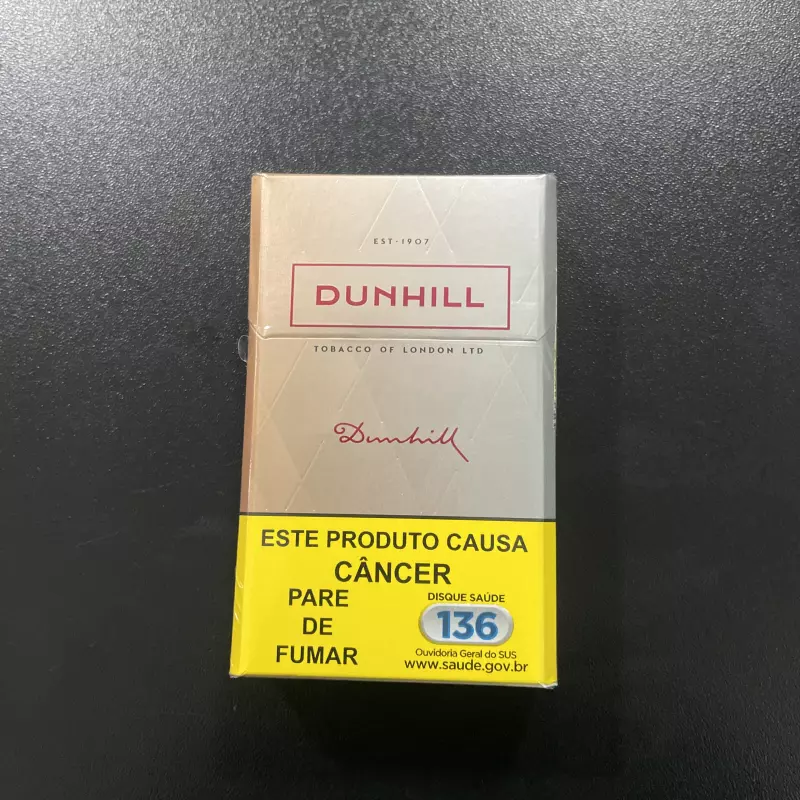 EST-1907
DUNHILL
TOBACCO OF LONDON LTD
Dunhill
ESTE PRODUTO CAUSA
CÂNCER
PARE
DE
FUMAR
DISQUE SAÚDE
136
Ouvidoria Geral do SUS
www.saude.gov.br